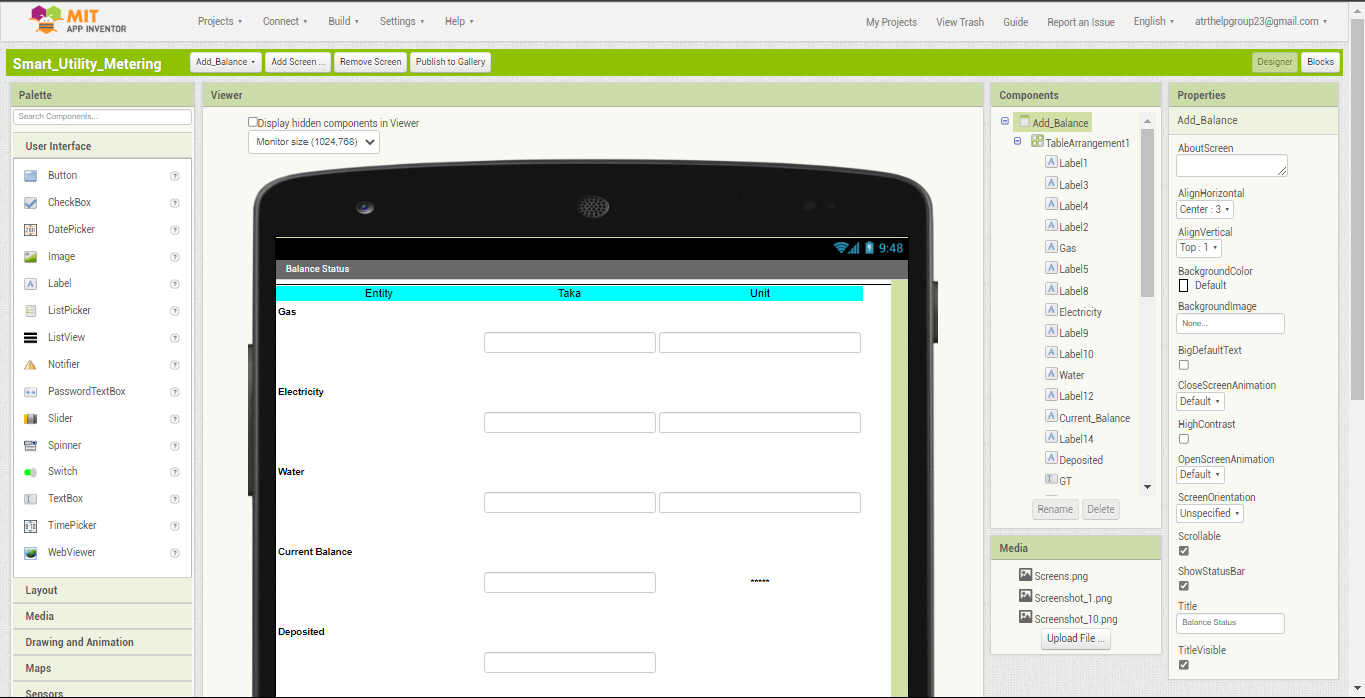 MIT
APP INVENTOR
Projects Connect Build Settings Help My Projects View Trash Guide Report an Issue English atrthelpgroup23@gmail.com
Smart_Utility_Metering Add_Balance Add Screen ... Remove Screen Publish to Gallery Designer Blocks
Palette
Search Components...
User Interface
Button ?
CheckBox ?
DatePicker ?
Image ?
Label ?
ListPicker ?
ListView ?
Notifier ?
PasswordTextBox ?
Slider ?
Spinner ?
Switch ?
TextBox ?
TimePicker ?
WebViewer ?
Layout
Media
Drawing and Animation
Maps
Sensors
Viewer
Display hidden components in Viewer
Monitor size (1024,768)
9:48
Balance Status
Entity Taka Unit
Gas
Electricity
Water
Current Balance
*****
Deposited
Components
Add_Balance
TableArrangement1
Label1
Label3
Label4
Label2
Gas
Label5
Label8
Electricity
Label9
Label10
Water
Label12
Current_Balance
Label14
Deposited
GT
Rename Delete
Media
Screens.png
Screenshot_1.png
Screenshot_10.png
Upload File ...
Properties
Add_Balance
AboutScreen
AlignHorizontal
Center : 3
AlignVertical
Top : 1
BackgroundColor
Default
BackgroundImage
None...
BigDefaultText
CloseScreenAnimation
Default
HighContrast
OpenScreenAnimation
Default
ScreenOrientation
Unspecified
Scrollable
ShowStatusBar
Title
Balance Status
TitleVisible